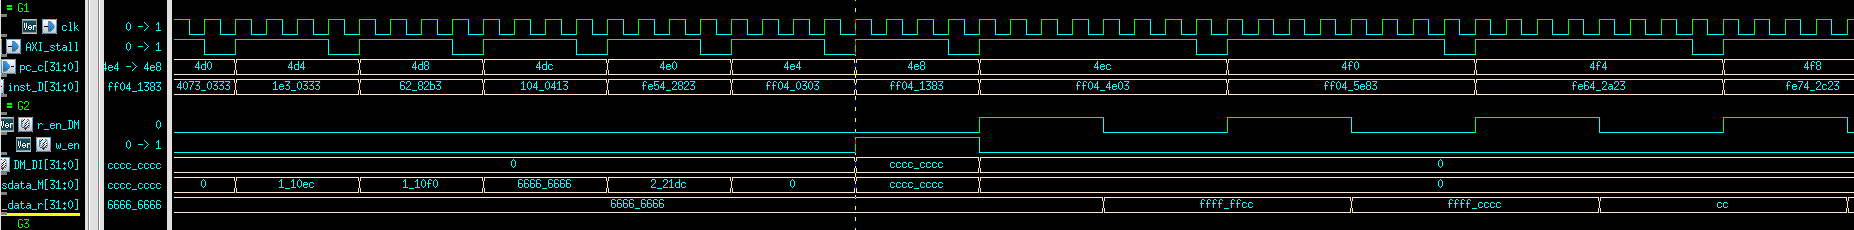 = G1
Ver clk 0 -> 1
AXI_stall 0 -> 1
pc_c[31:0] 4e4 -> 4e8 4d0 4d4 4d8 4dc 4e0 4e4 4e8 4ec 4f0 4f4 4f8
inst_D[31:0] ff04_1383 4073_0333 1e3_0333 62_82b3 104_0413 fe54_2823 ff04_0303 ff04_1383 ff04_4e03 ff04_5e83 fe64_2a23 fe74_2c23
= G2
Ver r_en_DM 0
Ver w_en 0 -> 1
DM_DI[31:0] cccc_cccc 0 cccc_cccc 0
sdata_M[31:0] cccc_cccc 0 1_10ec 1_10f0 6666_6666 2_21dc 0 cccc_cccc 0
_data_r[31:0] 6666_6666 6666_6666 ffff_ffcc ffff_cccc cc
G3